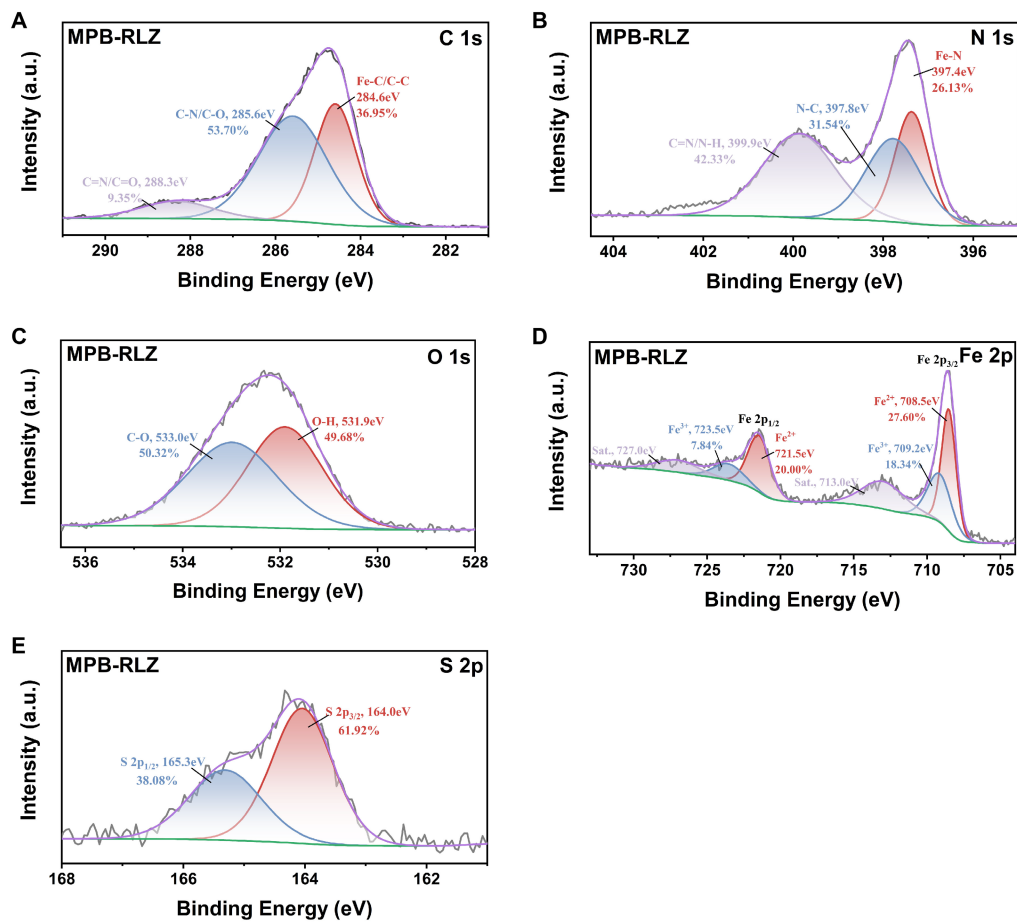 A
MPB-RLZ
C 1s
Fe-C/C-C
284.6eV
36.95%
C-N/C-O, 285.6eV
53.70%
C=N/C=O, 288.3eV
9.35%
Intensity (a.u.)
290
288
286
284
282
Binding Energy (eV)
B
MPB-RLZ
N 1s
Fe-N
397.4eV
26.13%
N-C, 397.8eV
31.54%
C=N/N-H, 399.9eV
42.33%
Intensity (a.u.)
404
402
400
398
396
Binding Energy (eV)
C
MPB-RLZ
O 1s
O-H, 531.9eV
49.68%
C-O, 533.0eV
50.32%
Intensity (a.u.)
536
534
532
530
528
Binding Energy (eV)
D
MPB-RLZ
Fe 2p
Fe 2p3/2
Fe²⁺, 708.5eV
27.60%
Fe 2p1/2
Fe³⁺, 723.5eV
7.84%
Fe²⁺
721.5eV
20.00%
Fe³⁺, 709.2eV
18.34%
Sat., 727.0eV
Sat., 713.0eV
Intensity (a.u.)
730
725
720
715
710
705
Binding Energy (eV)
E
MPB-RLZ
S 2p
S 2p3/2, 164.0eV
61.92%
S 2p1/2, 165.3eV
38.08%
Intensity (a.u.)
168
166
164
162
Binding Energy (eV)